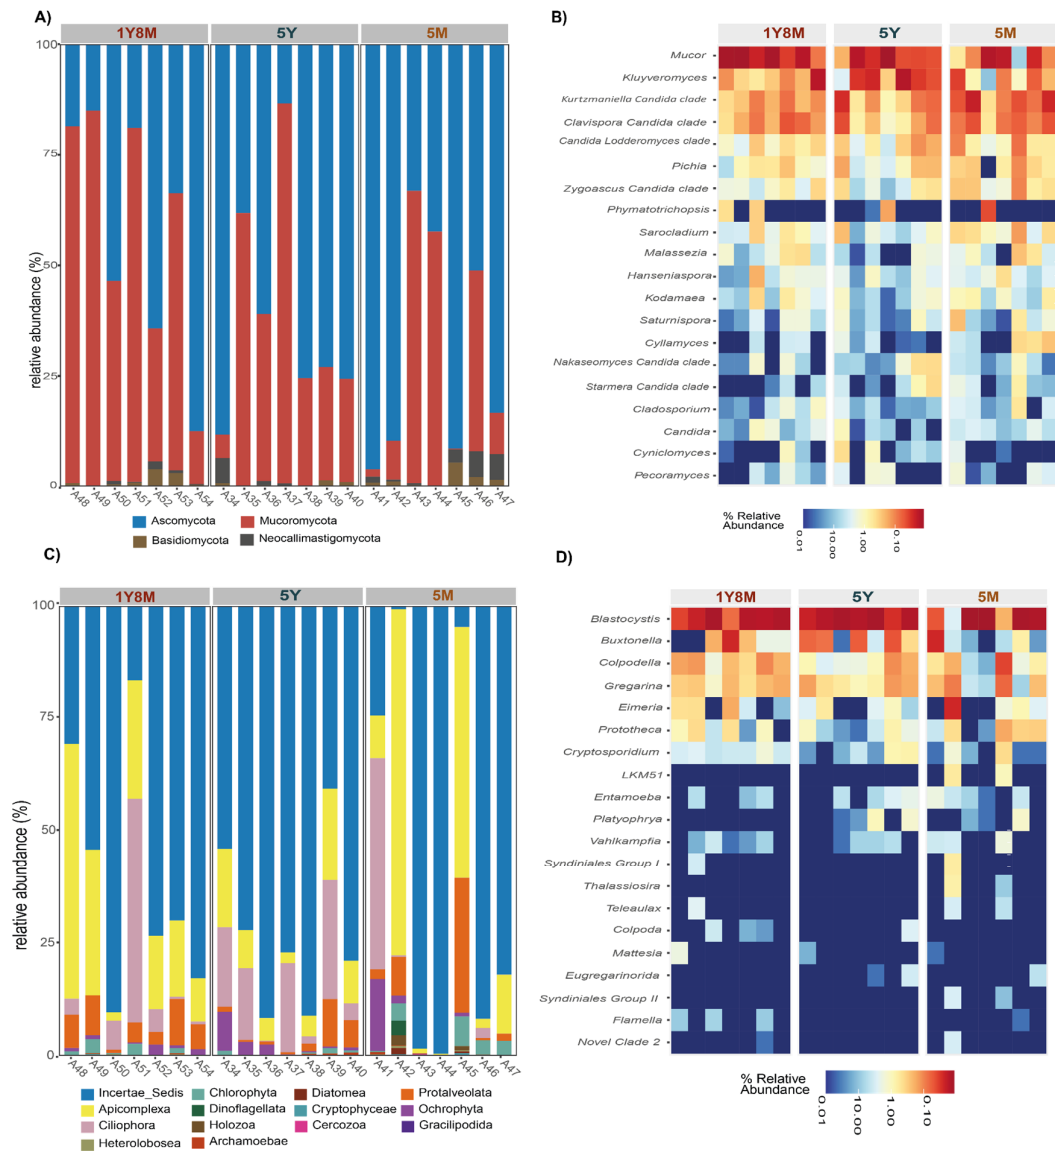 A)
1Y8M 5Y 5M
100
75
50
25
0
relative abundance (%)
A48 A49 A50 A51 A52 A53 A54 A34 A35 A36 A37 A38 A39 A40 A41 A42 A43 A44 A45 A46 A47
Ascomycota Mucoromycota
Basidiomycota Neocallimastigomycota
B)
1Y8M 5Y 5M
Mucor
Kluyveromyces
Kurtzmaniella Candida clade
Clavispora Candida clade
Candida Lodderomyces clade
Pichia
Zygoascus Candida clade
Phymatotrichopsis
Sarocladium
Malassezia
Hanseniaspora
Kodamaea
Saturnispora
Cyllamyces
Nakaseomyces Candida clade
Starmera Candida clade
Cladosporium
Candida
Cyniclomyces
Pecoramyces
% Relative
Abundance
0.01 10.00 1.00 0.10
C)
1Y8M 5Y 5M
100
75
50
25
0
relative abundance (%)
A48 A49 A50 A51 A52 A53 A54 A34 A35 A36 A37 A38 A39 A40 A41 A42 A43 A44 A45 A46 A47
Incertae_Sedis Chlorophyta Diatomea Protalveolata
Apicomplexa Dinoflagellata Cryptophyceae Ochrophyta
Ciliophora Holozoa Cercozoa Gracilipodida
Heterolobosea Archamoebae
D)
1Y8M 5Y 5M
Blastocystis
Buxtonella
Colpodella
Gregarina
Eimeria
Prototheca
Cryptosporidium
LKM51
Entamoeba
Platyophrya
Vahlkampfia
Syndiniales Group I
Thalassiosira
Teleaulax
Colpoda
Mattesia
Eugregarinorida
Syndiniales Group II
Flamella
Novel Clade 2
% Relative
Abundance
0.01 10.00 1.00 0.10